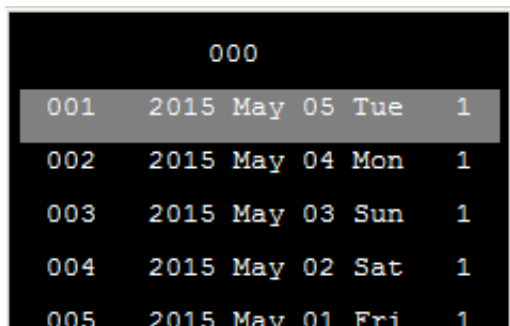 000
001 2015 May 05 Tue 1
002 2015 May 04 Mon 1
003 2015 May 03 Sun 1
004 2015 May 02 Sat 1
005 2015 May 01 Fri 1